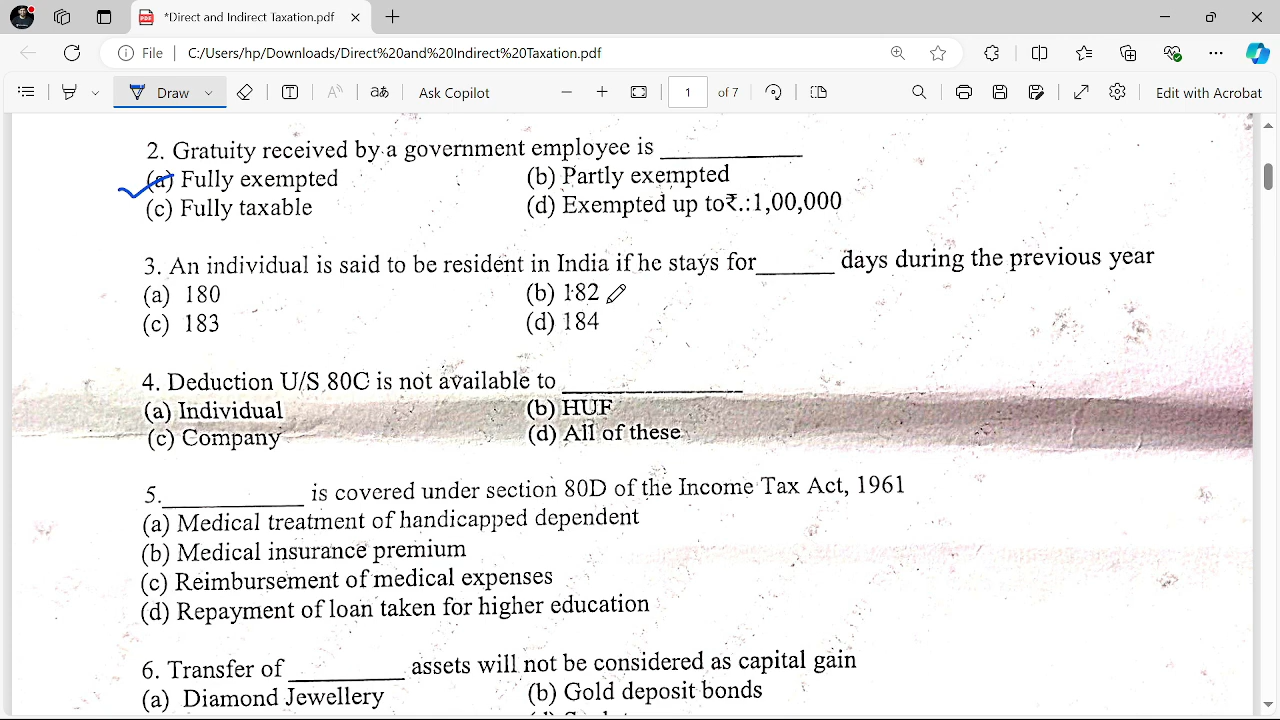 *Direct and Indirect Taxation.pdf
File | C:/Users/hp/Downloads/Direct%20and%20Indirect%20Taxation.pdf
Draw
Ask Copilot
1 of 7
Edit with Acrobat
2. Gratuity received by a government employee is ____________
(a) Fully exempted (b) Partly exempted
(c) Fully taxable (d) Exempted up to ₹.:1,00,000
3. An individual is said to be resident in India if he stays for______ days during the previous year
(a) 180 (b) 182
(c) 183 (d) 184
4. Deduction U/S 80C is not available to ______________
(a) Individual (b) HUF
(c) Company (d) All of these
5.____________ is covered under section 80D of the Income Tax Act, 1961
(a) Medical treatment of handicapped dependent
(b) Medical insurance premium
(c) Reimbursement of medical expenses
(d) Repayment of loan taken for higher education
6. Transfer of _________ assets will not be considered as capital gain
(a) Diamond Jewellery (b) Gold deposit bonds